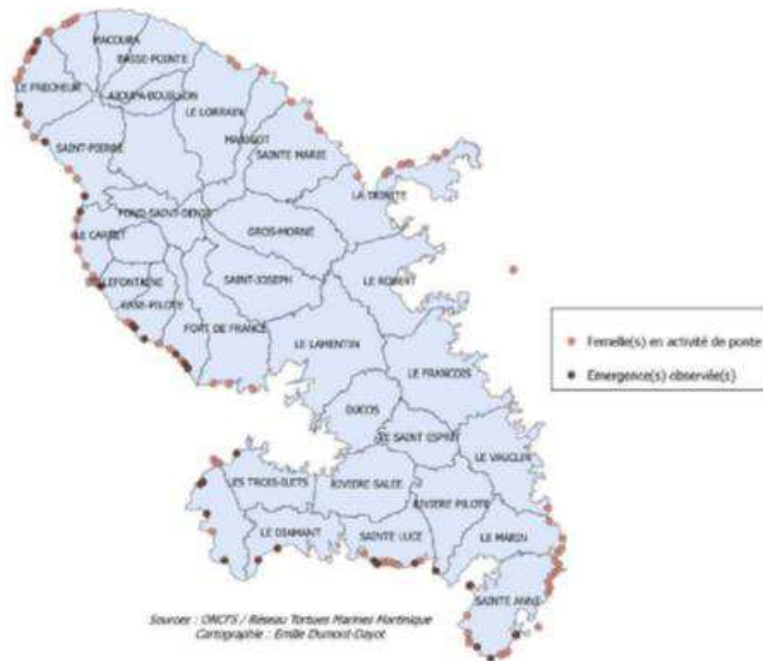 MACOUBA
BASSE-POINTE
LE PRECHEUR
AJOUPA-BOUILLON
LE LORRAIN
MARIGOT
SAINT-PIERRE
SAINTE MARIE
LA TRINITE
FOND-SAINT-DENIS
LE CARBET
GROS-MORNE
BELLEFONTAINE
SAINT-JOSEPH
LE ROBERT
CASE-PILOTE
FORT DE FRANCE
LE LAMENTIN
Femelle(s) en activité de ponte
LE FRANCOIS
Emergence(s) observée(s)
DUCOS
LE SAINT ESPRIT
LE VAUCLIN
LES TROIS-ILETS
RIVIERE SALEE
RIVIERE PILOTE
LE DIAMANT
SAINTE LUCE
LE MARIN
SAINTE ANNE
Sources : ONCFS / Réseau Tortues Marines Martinique
Cartographie : Emilie Dumont-Dayot